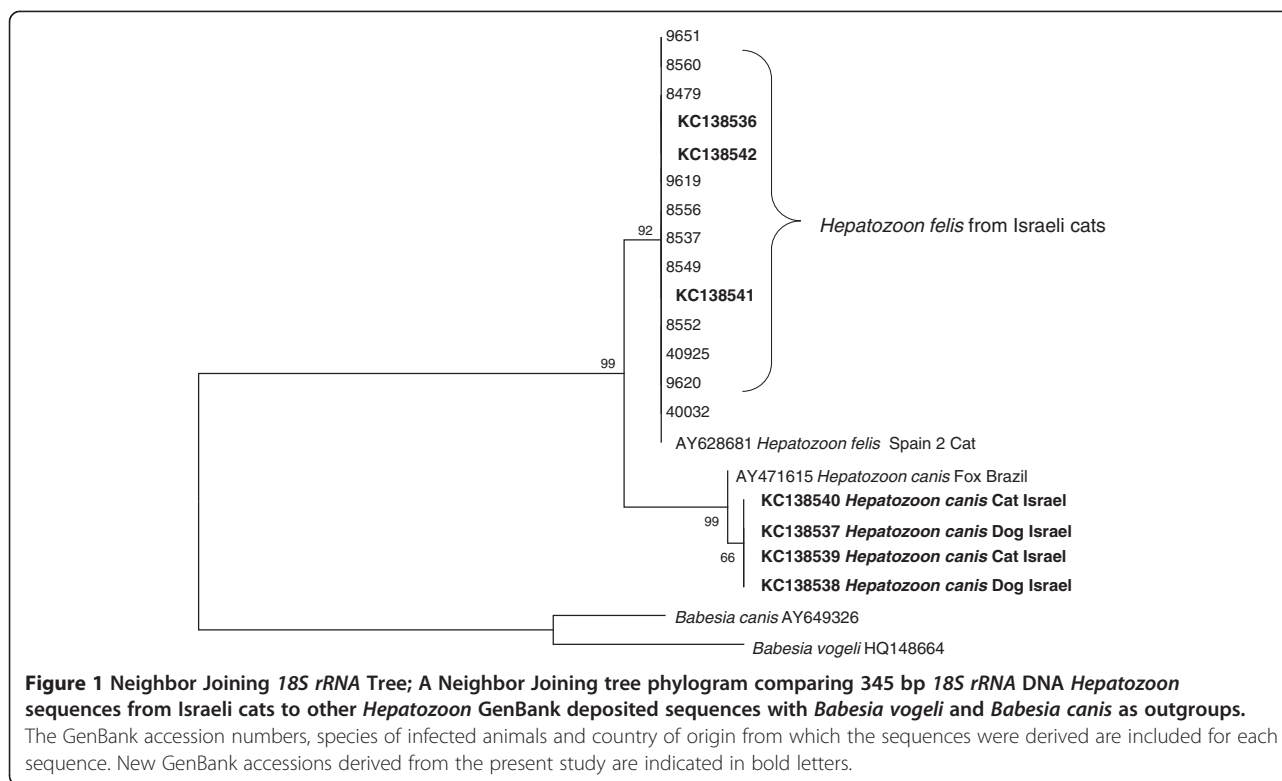 9651
8560
8479
KC138536
KC138542
9619
8556
8537
8549
KC138541
8552
40925
9620
40032
AY628681 Hepatozoon felis Spain 2 Cat
Hepatozoon felis from Israeli cats
92
99
AY471615 Hepatozoon canis Fox Brazil
KC138540 Hepatozoon canis Cat Israel
KC138537 Hepatozoon canis Dog Israel
KC138539 Hepatozoon canis Cat Israel
KC138538 Hepatozoon canis Dog Israel
99
66
Babesia canis AY649326
Babesia vogeli HQ148664
Figure 1 Neighbor Joining 18S rRNA Tree; A Neighbor Joining tree phylogram comparing 345 bp 18S rRNA DNA Hepatozoon
sequences from Israeli cats to other Hepatozoon GenBank deposited sequences with Babesia vogeli and Babesia canis as outgroups.
The GenBank accession numbers, species of infected animals and country of origin from which the sequences were derived are included for each
sequence. New GenBank accessions derived from the present study are indicated in bold letters.